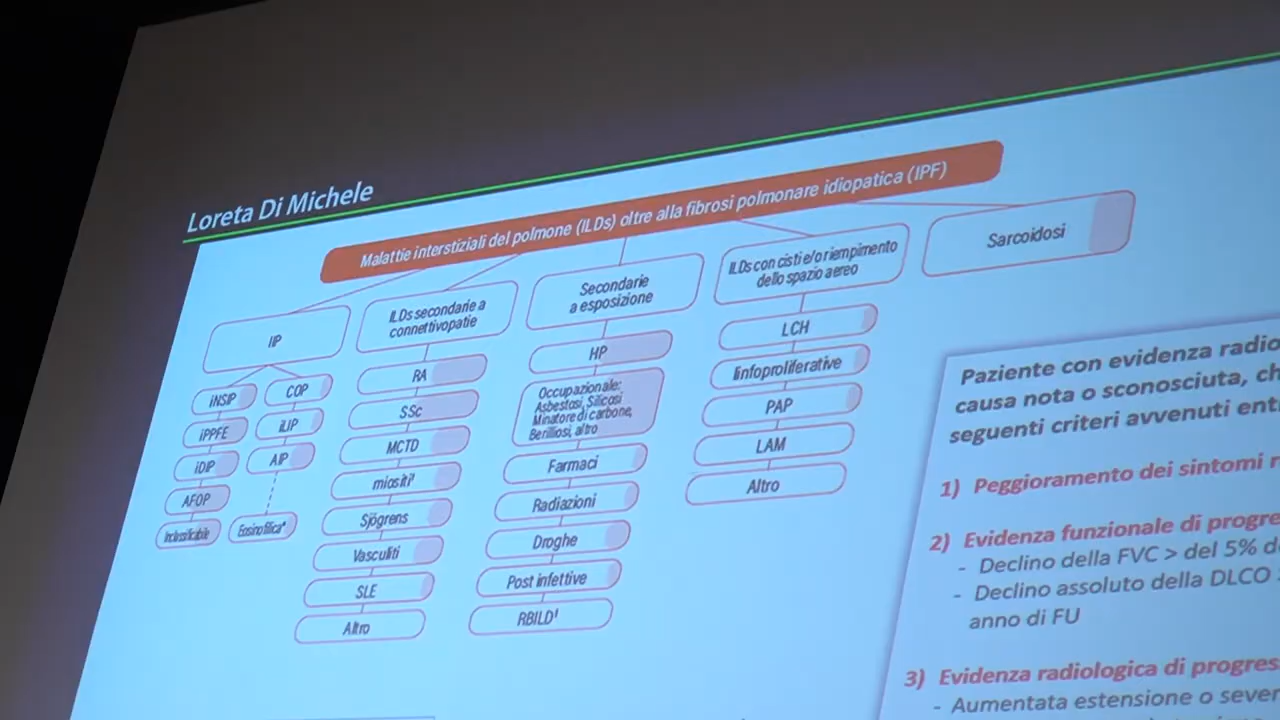 Loreta Di Michele
Malattie interstiziali del polmone (ILDs) oltre alla fibrosi polmonare idiopatica (IPF)
IIP
iNSIP
iPPFE
iDIP
AFOP
Inclassificabile
COP
iLIP
AIP
Eosinofilica*
ILDs secondarie a
connettivopatie
RA
SSc
MCTD
miositi†
Sjögrens
Vasculiti
SLE
Altro
Secondarie
a esposizione
HP
Occupazionale:
Asbestosi, Silicosi
Minatore di carbone,
Berilliosi, altro
Farmaci
Radiazioni
Droghe
Post infettive
RBILD†
ILDs con cisti e/o riempimento
dello spazio aereo
LCH
linfoproliferative
PAP
LAM
Altro
Sarcoidosi
Paziente con evidenza radio
causa nota o sconosciuta, ch
seguenti criteri avvenuti ent
1) Peggioramento dei sintomi r
2) Evidenza funzionale di progre
- Declino della FVC > del 5% d
- Declino assoluto della DLCO
anno di FU
3) Evidenza radiologica di progres
- Aumentata estensione o sever